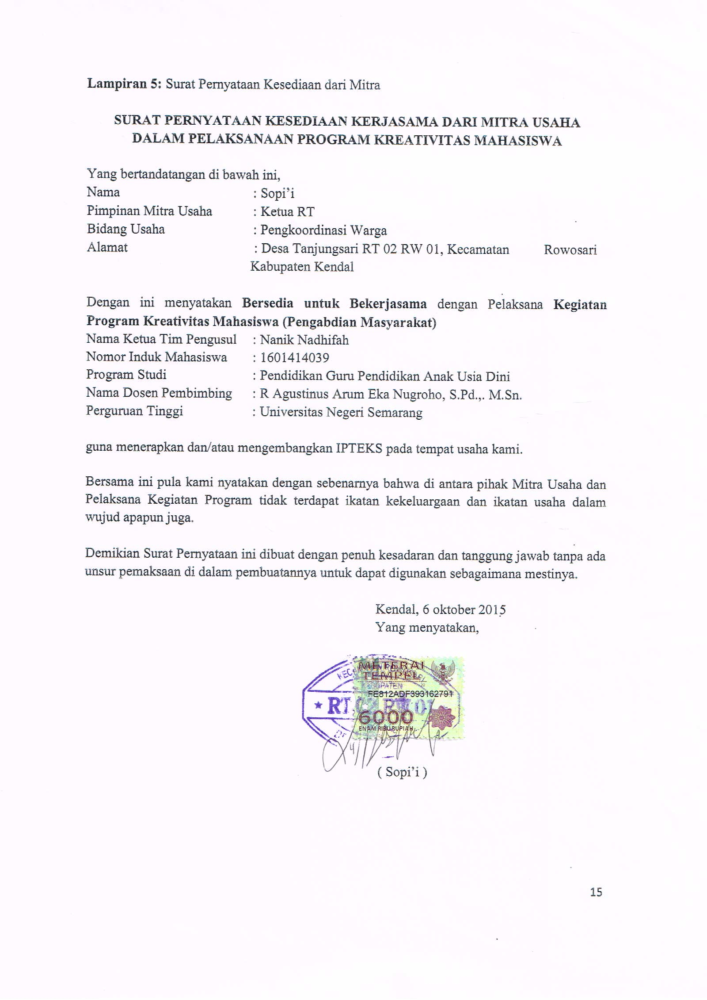 Lampiran 5: Surat Pernyataan Kesediaan dari Mitra
SURAT PERNYATAAN KESEDIAAN KERJASAMA DARI MITRA USAHA
DALAM PELAKSANAAN PROGRAM KREATIVITAS MAHASISWA
Yang bertandatangan di bawah ini,
Nama : Sopi’i
Pimpinan Mitra Usaha : Ketua RT
Bidang Usaha : Pengkoordinasi Warga
Alamat : Desa Tanjungsari RT 02 RW 01, Kecamatan Rowosari
Kabupaten Kendal
Dengan ini menyatakan Bersedia untuk Bekerjasama dengan Pelaksana Kegiatan
Program Kreativitas Mahasiswa (Pengabdian Masyarakat)
Nama Ketua Tim Pengusul : Nanik Nadhifah
Nomor Induk Mahasiswa : 1601414039
Program Studi : Pendidikan Guru Pendidikan Anak Usia Dini
Nama Dosen Pembimbing : R Agustinus Arum Eka Nugroho, S.Pd.,. M.Sn.
Perguruan Tinggi : Universitas Negeri Semarang
guna menerapkan dan/atau mengembangkan IPTEKS pada tempat usaha kami.
Bersama ini pula kami nyatakan dengan sebenarnya bahwa di antara pihak Mitra Usaha dan
Pelaksana Kegiatan Program tidak terdapat ikatan kekeluargaan dan ikatan usaha dalam
wujud apapun juga.
Demikian Surat Pernyataan ini dibuat dengan penuh kesadaran dan tanggung jawab tanpa ada
unsur pemaksaan di dalam pembuatannya untuk dapat digunakan sebagaimana mestinya.
Kendal, 6 oktober 2015
Yang menyatakan,
METERAI
TEMPEL
20
FE812ADF393162791
RT RW 01
6000
ENAM RIBU RUPIAH
( Sopi’i )
15